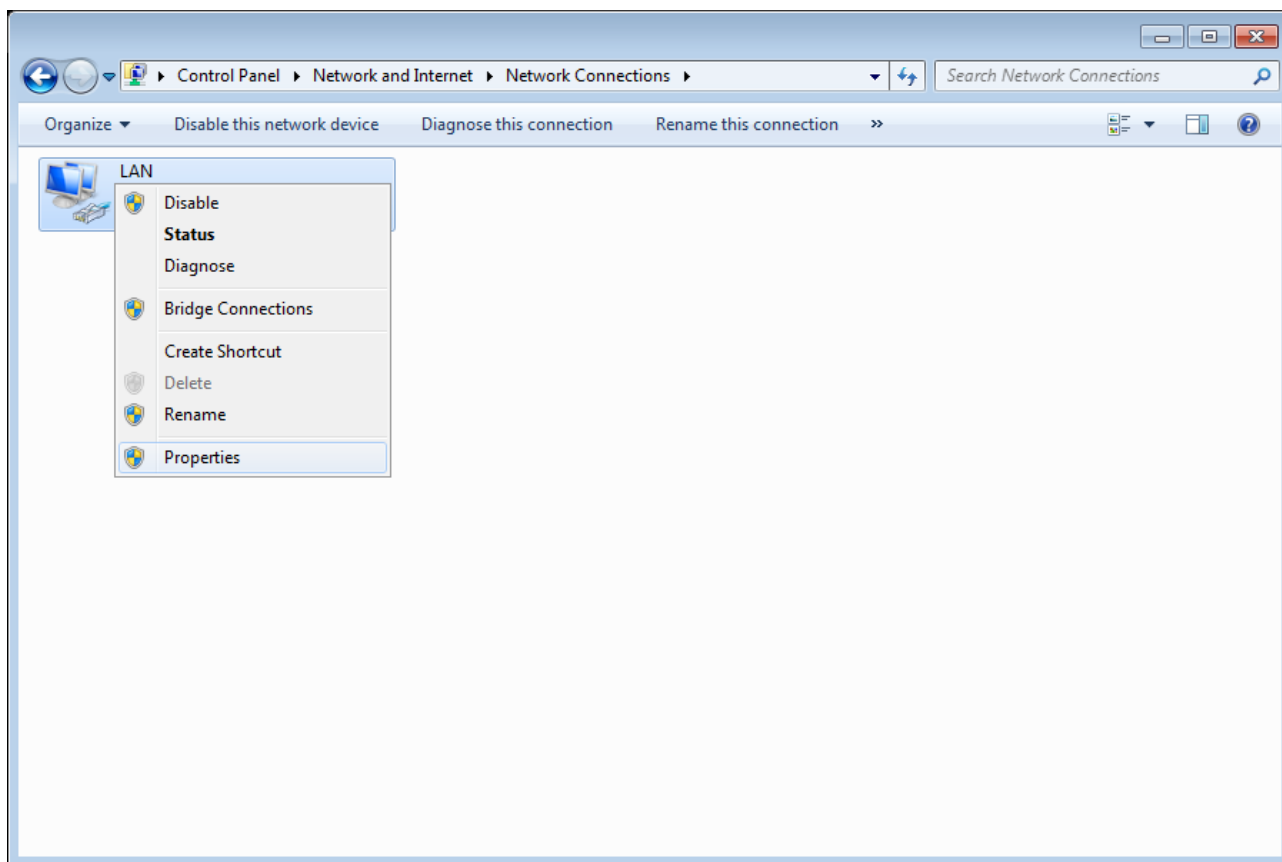 Control Panel Network and Internet Network Connections
Search Network Connections
Organize Disable this network device Diagnose this connection Rename this connection »
LAN
Disable
Status
Diagnose
Bridge Connections
Create Shortcut
Delete
Rename
Properties